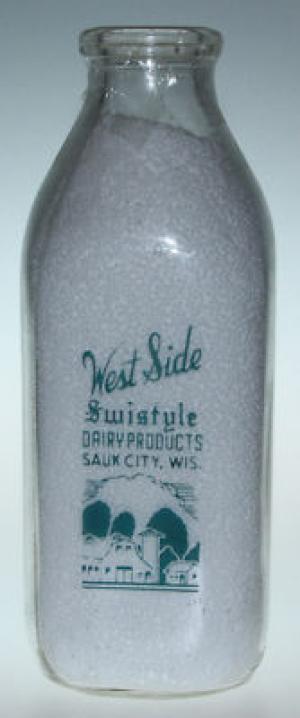 West Side
Swistyle
DAIRY PRODUCTS
SAUK CITY, WIS.